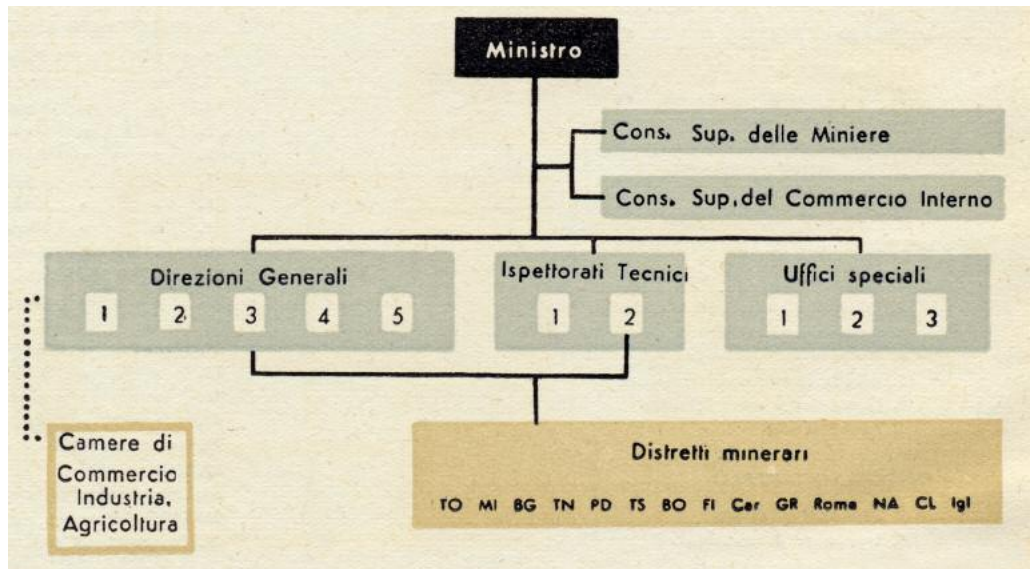 Ministro
Cons. Sup. delle Miniere
Cons. Sup. del Commercio Interno
Direzioni Generali
1 2 3 4 5
Ispettorati Tecnici
1 2
Uffici speciali
1 2 3
Camere di
Commercio
Industria.
Agricoltura
Distretti minerari
TO MI BG TN PD TS BO FI Car GR Roma NA CL Igl